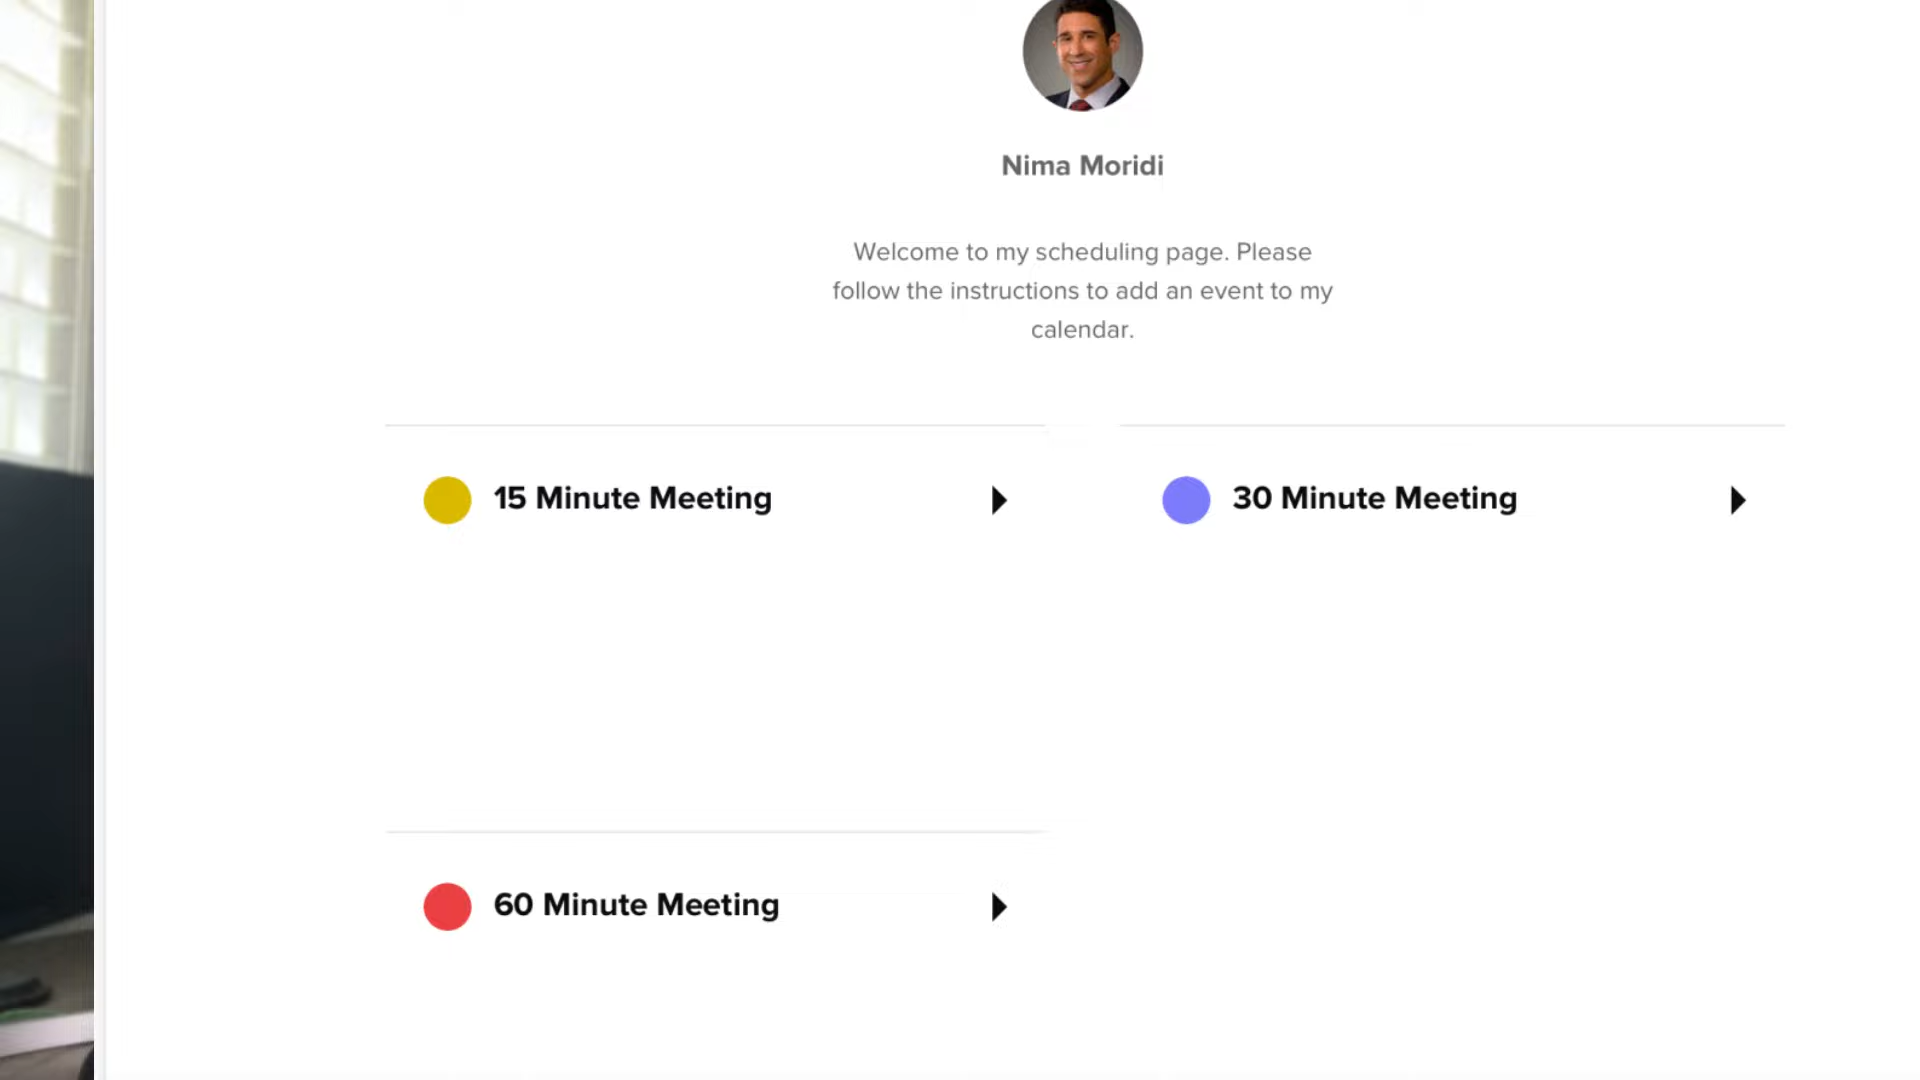 Nima Moridi
Welcome to my scheduling page. Please
follow the instructions to add an event to my
calendar.
15 Minute Meeting
30 Minute Meeting
60 Minute Meeting